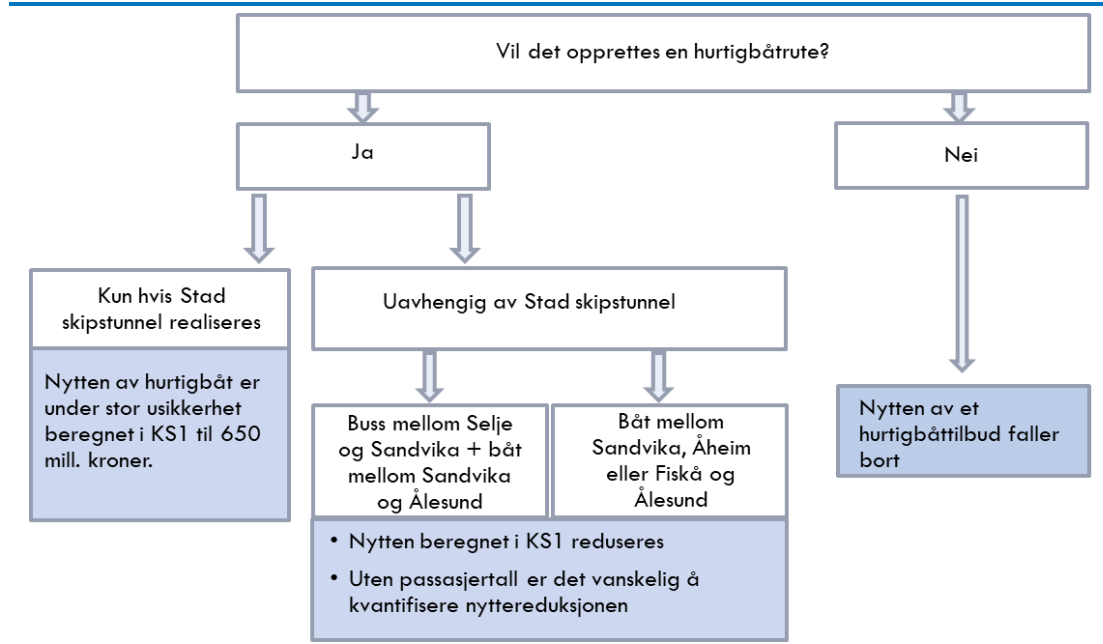 Vil det opprettes en hurtigbåtrute?
Ja
Nei
Kun hvis Stad
skipstunnel realiseres
Nytten av hurtigbåt er
under stor usikkerhet
beregnet i KS1 til 650
mill. kroner.
Uavhengig av Stad skipstunnel
Buss mellom Selje
og Sandvika + båt
mellom Sandvika
og Ålesund
Båt mellom
Sandvika, Åheim
eller Fiskå og
Ålesund
• Nytten beregnet i KS1 reduseres
• Uten passasjertall er det vanskelig å
kvantifisere nyttereduksjonen
Nytten av et
hurtigbåttilbud faller
bort